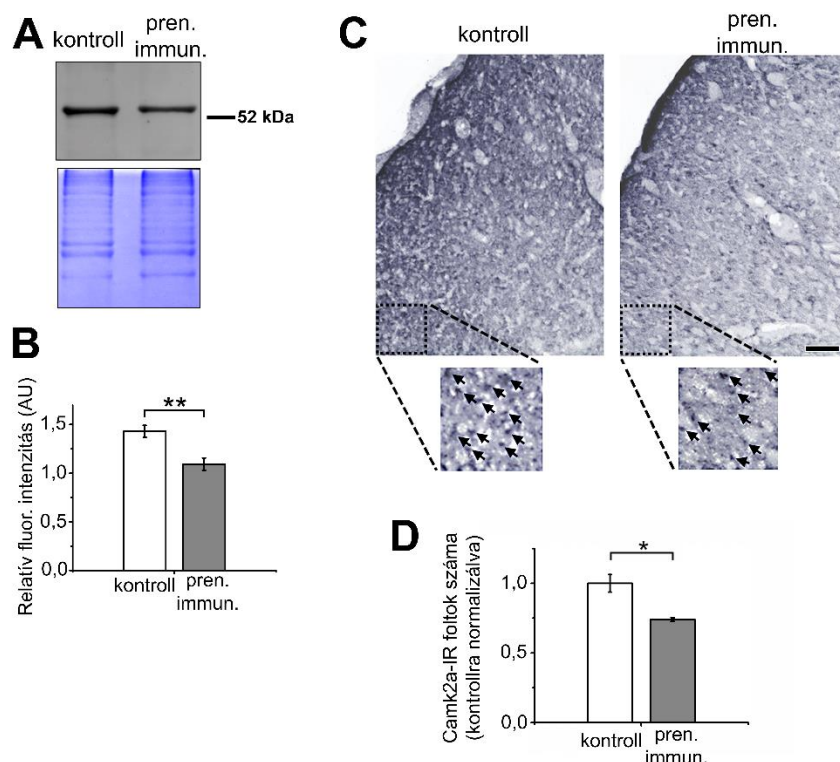 A
kontroll
pren.
immun.
52 kDa
B
Relatív fluor. intenzitás (AU)
1,5
1,0
0,5
0,0
**
kontroll
pren.
immun.
C
kontroll
pren.
immun.
D
Camk2a-IR foltok száma
(kontrollra normalizálva)
1,0
0,5
0,0
*
kontroll
pren.
immun.